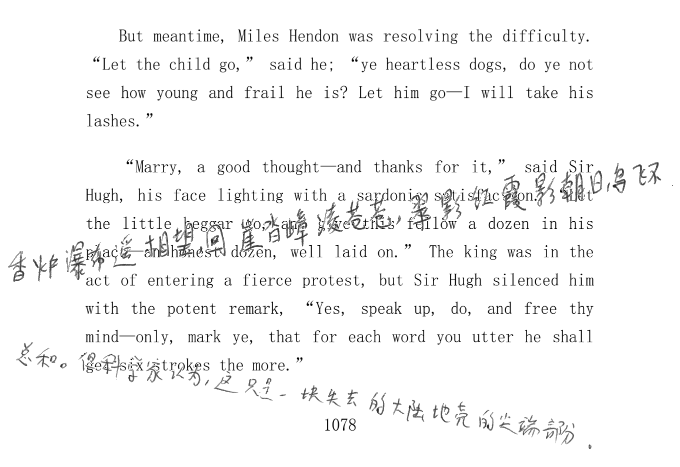 But meantime, Miles Hendon was resolving the difficulty.
“Let the child go,” said he; “ye heartless dogs, do ye not
see how young and frail he is? Let him go—I will take his
lashes.”
“Marry, a good thought—and thanks for it,” said Sir
Hugh, his face lighting with a sardonic satisfaction. “Let
the little beggar go, and give this fellow a dozen in his
place—an honest dozen, well laid on.” The king was in the
act of entering a fierce protest, but Sir Hugh silenced him
with the potent remark, “Yes, speak up, do, and free thy
mind—only, mark ye, that for each word you utter he shall
get six strokes the more.”
香炉瀑布遥相望,回崖沓嶂凌苍苍,翠影红霞影朝日,鸟飞不
总和。但科学家认为,这只是一块失去的大陆地壳的尖端部份.
1078